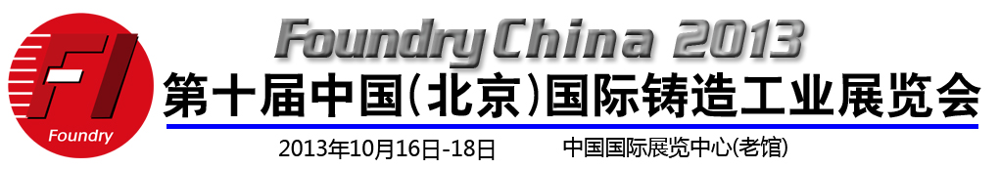 Foundry China 2013
第十届中国(北京)国际铸造工业展览会
FI
Foundry
2013年10月16日-18日
中国国际展览中心(老馆)